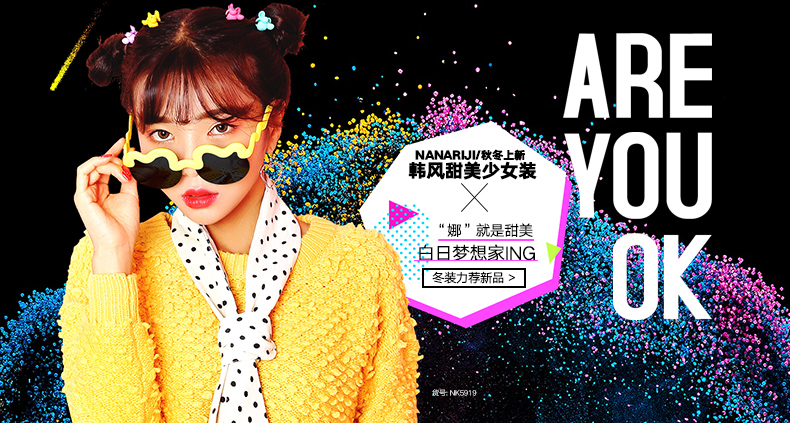 ARE
YOU
OK
NANARIJI/秋冬上新
韩风甜美少女装
“娜”就是甜美
白日梦想家ING
冬装力荐新品 >
货号: NK5919